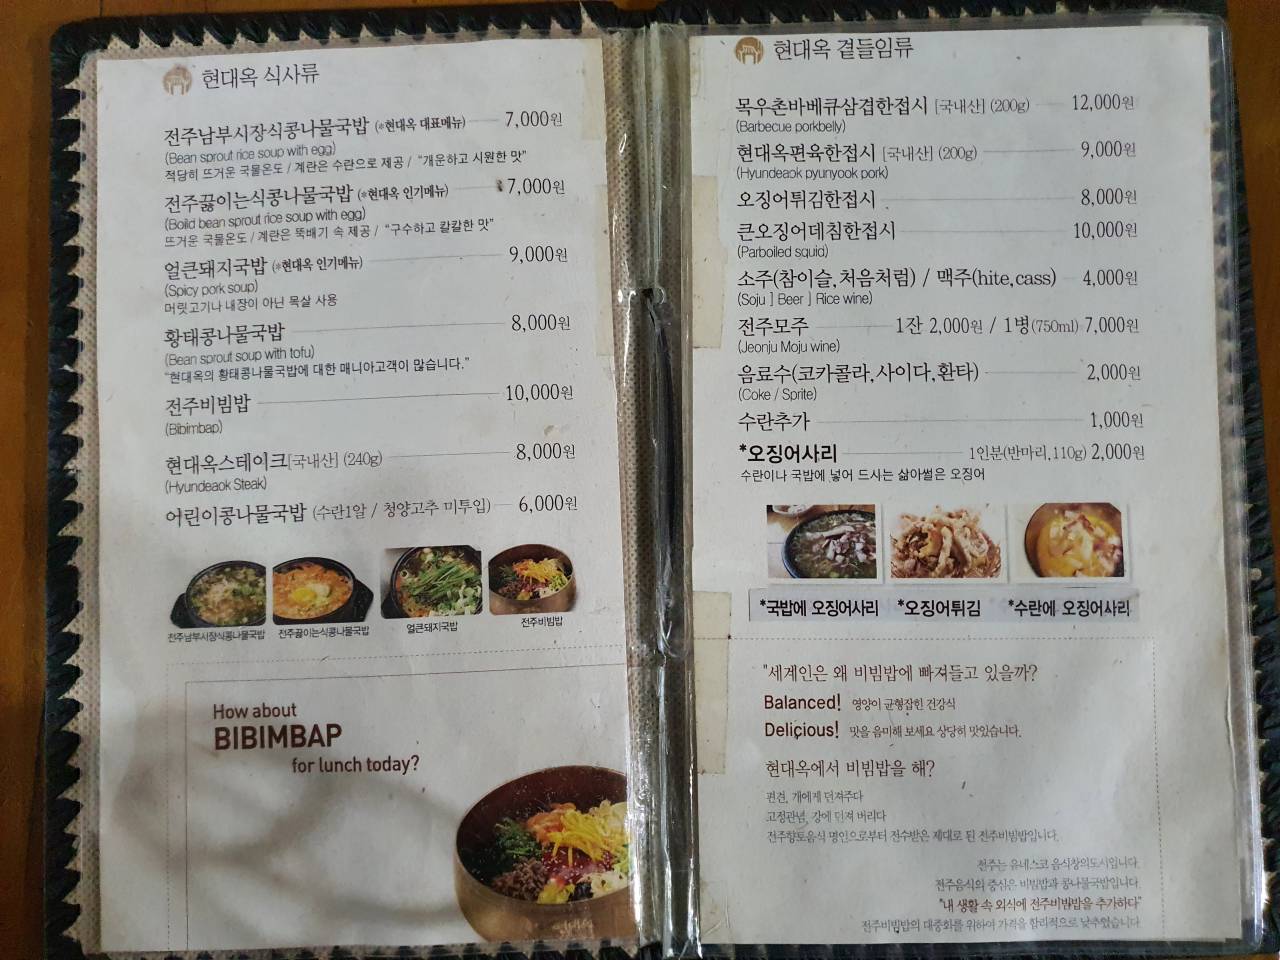 현대옥 식사류
전주남부시장식콩나물국밥 (*현대옥 대표메뉴) 7,000원
(Bean sprout rice soup with egg)
적당히 뜨거운 국물온도 / 계란은 수란으로 제공 / “개운하고 시원한 맛”
전주끓이는식콩나물국밥 (*현대옥 인기메뉴) 7,000원
(Boild bean sprout rice soup with egg)
뜨거운 국물온도 / 계란은 뚝배기 속 제공 / “구수하고 칼칼한 맛”
얼큰돼지국밥 (*현대옥 인기메뉴) 9,000원
(Spicy pork soup)
머릿고기나 내장이 아닌 목살 사용
황태콩나물국밥 8,000원
(Bean sprout soup with tofu)
“현대옥의 황태콩나물국밥에 대한 매니아고객이 많습니다.”
전주비빔밥 10,000원
(Bibimbap)
현대옥스테이크[국내산] (240g) 8,000원
(Hyundeaok Steak)
어린이콩나물국밥 (수란1알 / 청양고추 미투입) 6,000원
전주남부시장식콩나물국밥 전주끓이는식콩나물국밥 얼큰돼지국밥 전주비빔밥
How about
BIBIMBAP
for lunch today?
현대옥 곁들임류
목우촌바베큐삼겹한접시 [국내산] (200g) 12,000원
(Barbecue porkbelly)
현대옥편육한접시 [국내산] (200g) 9,000원
(Hyundeaok pyunyook pork)
오징어튀김한접시 8,000원
큰오징어데침한접시 10,000원
(Parboiled squid)
소주(참이슬,처음처럼) / 맥주(hite,cass) 4,000원
(Soju ] Beer ] Rice wine)
전주모주 1잔 2,000원 / 1병(750ml) 7,000원
(Jeonju Moju wine)
음료수(코카콜라,사이다,환타) 2,000원
(Coke / Sprite)
수란추가 1,000원
*오징어사리 1인분(반마리,110g) 2,000원
수란이나 국밥에 넣어 드시는 삶아썰은 오징어
*국밥에 오징어사리 *오징어튀김 *수란에 오징어사리
"세계인은 왜 비빔밥에 빠져들고 있을까?
Balanced! 영양이 균형잡힌 건강식
Delicious! 맛을 음미해 보세요 상당히 맛있습니다.
현대옥에서 비빔밥을 해?
편견, 개에게 던져주다
고정관념, 강에 던져 버리다
전주향토음식 명인으로부터 전수받은 제대로 된 전주비빔밥입니다.
전주는 유네스코 음식창의도시입니다.
전주음식의 중심은 비빔밥과 콩나물국밥입니다.
"내 생활 속 외식에 전주비빔밥을 추가하다"
전주비빔밥의 대중화를 위하여 가격을 합리적으로 낮추었습니다.